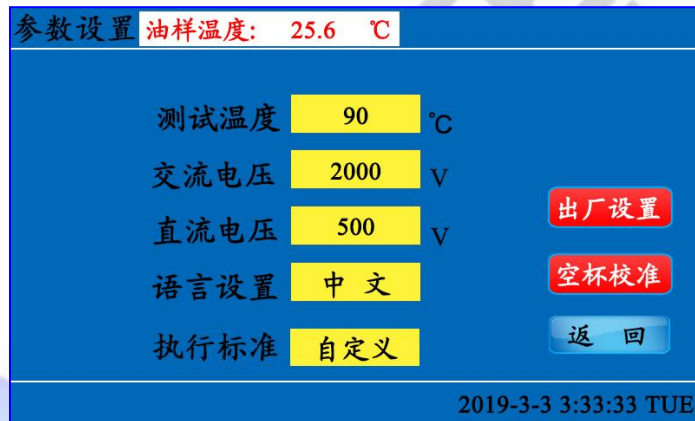 参数设置 油样温度: 25.6 ℃
测试温度 90 ℃
交流电压 2000 V
直流电压 500 V
出厂设置
语言设置 中 文
空杯校准
执行标准 自定义
返 回
2019-3-3 3:33:33 TUE